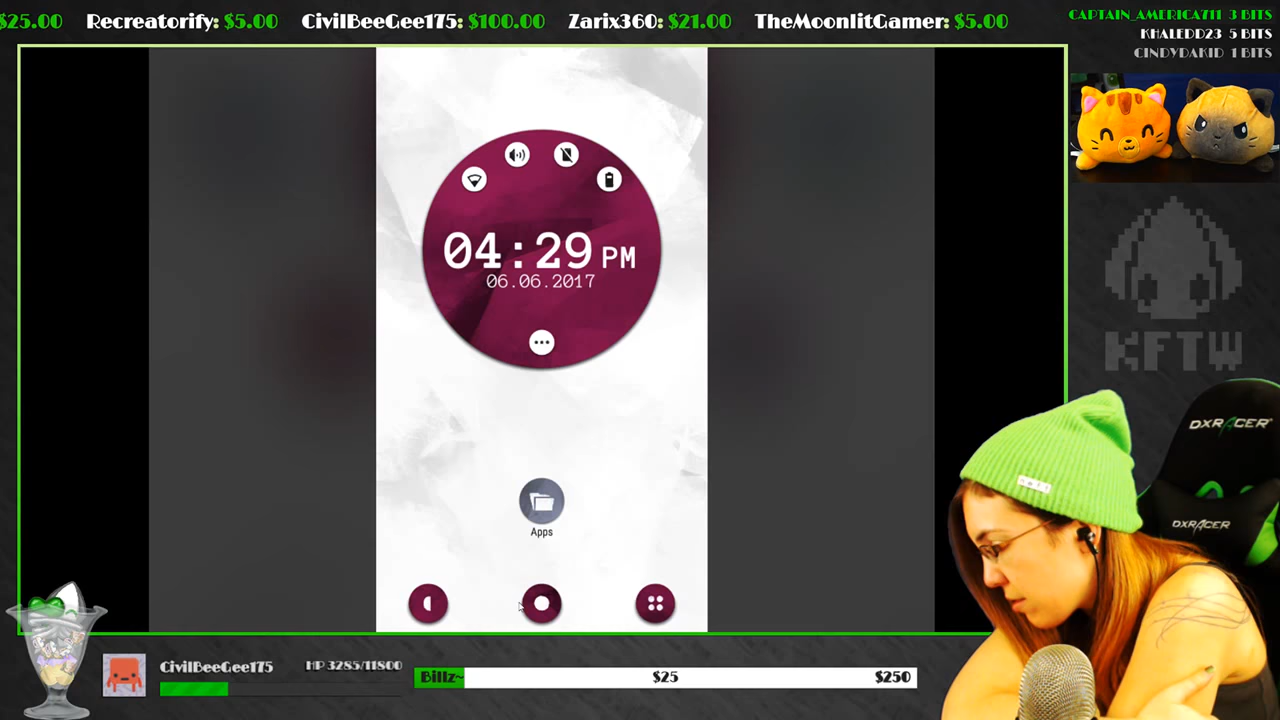 $25.00 Recreatorify: $5.00 CivilBeeGee175: $100.00 Zarix360: $21.00 TheMoonlitGamer: $5.00
CAPTAIN_AMERICA711 3 BITS
KHALEDD23 5 BITS
CINDYDAKID 1 BITS
04:29 PM
06.06.2017
KFTW
DXRACER
DXRACER
Apps
CivilBeeGee175 HP 3285/11800
Billz~ $25 $250